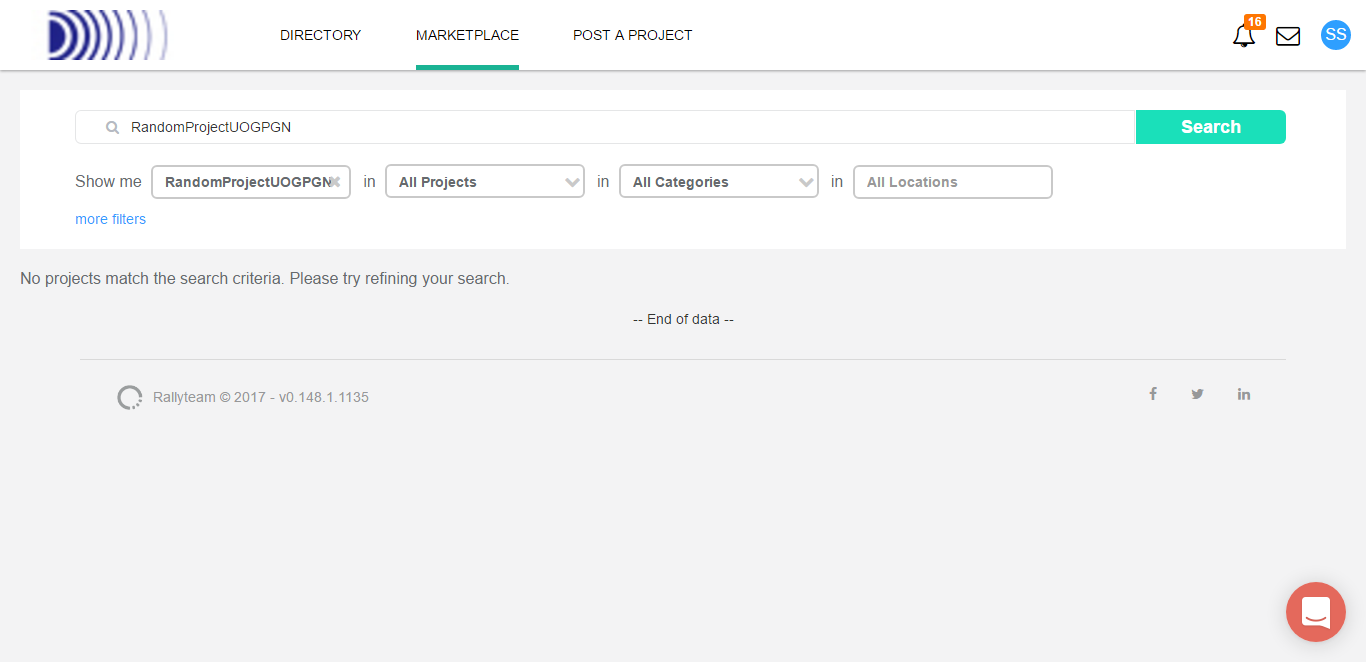 DIRECTORY MARKETPLACE POST A PROJECT 16 SS
RandomProjectUOGPGN Search
Show me RandomProjectUOGPGN in All Projects in All Categories in All Locations
more filters
No projects match the search criteria. Please try refining your search.
-- End of data --
Rallyteam © 2017 - v0.148.1.1135